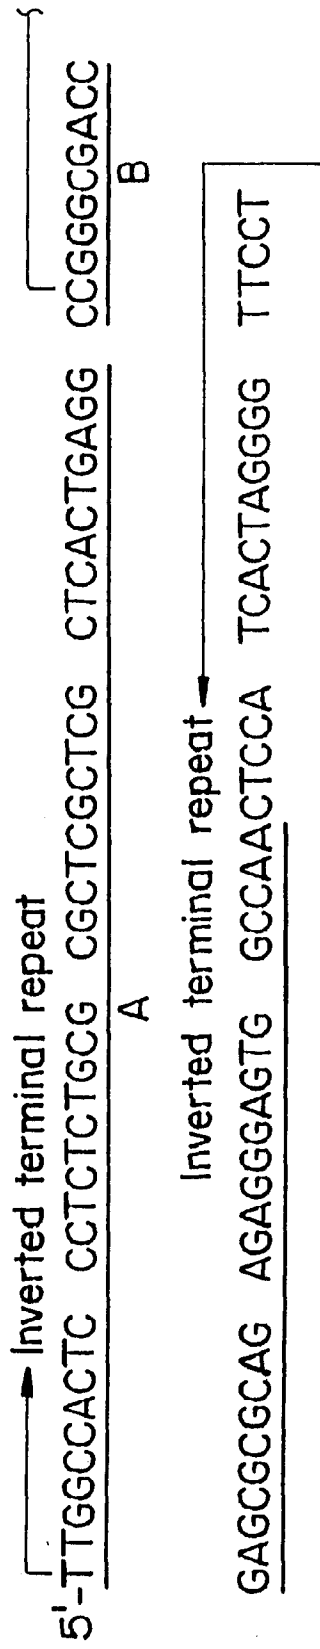 Inverted terminal repeat
5'-TTGGCCACTC CCTCTCTGCG CGCTCGCTCG CTCACTGAGG CCGGGCGACC
A B
Inverted terminal repeat
GAGCGCGCAG AGAGGGAGTG GCCAACTCCA TCACTAGGGG TTCCT